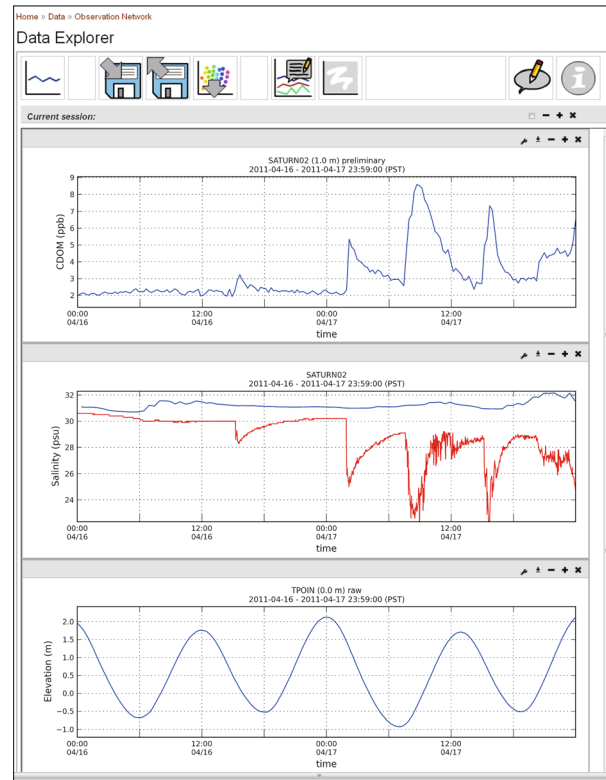 Home » Data » Observation Network
Data Explorer
Current session:
SATURN02 (1.0 m) preliminary
2011-04-16 - 2011-04-17 23:59:00 (PST)
CDOM (ppb)
9
8
7
6
5
4
3
2
00:00 12:00 00:00 12:00
04/16 04/16 04/17 04/17
time
SATURN02
2011-04-16 - 2011-04-17 23:59:00 (PST)
Salinity (psu)
32
30
28
26
24
00:00 12:00 00:00 12:00
04/16 04/16 04/17 04/17
time
TPOIN (0.0 m) raw
2011-04-16 - 2011-04-17 23:59:00 (PST)
Elevation (m)
2.0
1.5
1.0
0.5
0.0
−0.5
−1.0
00:00 12:00 00:00 12:00
04/16 04/16 04/17 04/17
time